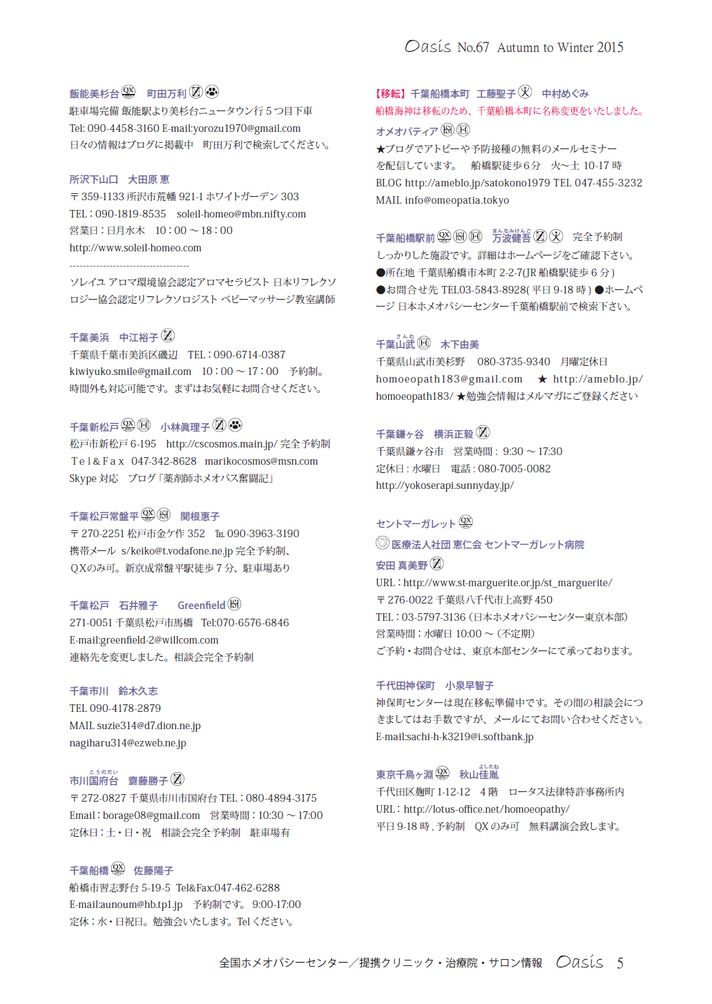 Oasis No.67 Autumn to Winter 2015
飯能美杉台 QX 町田万利 Z
駐車場完備 飯能駅より美杉台ニュータウン行 5 つ目下車
Tel: 090-4458-3160 E-mail:yorozu1970@gmail.com
日々の情報はブログに掲載中　町田万利で検索してください。
所沢下山口　大田原 恵
〒 359-1133 所沢市荒幡 921-1 ホワイトガーデン 303
TEL：090-1819-8535　soleil-homeo@mbn.nifty.com
営業日：日月水木　10：00 ～ 18：00
http://www.soleil-homeo.com
------------------------------------
ソレイユ アロマ環境協会認定アロマセラピスト 日本リフレクソ
ロジー協会認定リフレクソロジスト ベビーマッサージ教室講師
千葉美浜　中江裕子 Z
千葉県千葉市美浜区磯辺　TEL：090-6714-0387
kiwiyuko.smile@gmail.com　10：00 ～ 17：00　予約制。
時間外も対応可能です。まずはお気軽にお問合せください。
千葉新松戸 QX H 小林眞理子 Z
松戸市新松戸 6-195　http://cscosmos.main.jp/ 完全予約制
Tel&Fax 047-342-8628　marikocosmos@msn.com
Skype 対応　ブログ「薬剤師ホメオパス奮闘記」
千葉松戸常盤平 QX 関根惠子
〒 270-2251 松戸市金ケ作 352　℡ 090-3963-3190
携帯メール s/keiko@t.vodafone.ne.jp 完全予約制、
ＱＸのみ可。新京成常盤平駅徒歩 7 分、駐車場あり
千葉松戸　石井雅子　　Greenfield
271-0051 千葉県松戸市馬橋　Tel:070-6576-6846
E-mail:greenfield-2@willcom.com
連絡先を変更しました。相談会完全予約制
千葉市川　鈴木久志
TEL 090-4178-2879
MAIL suzie314@d7.dion.ne.jp
nagiharu314@ezweb.ne.jp
こうのだい
市川国府台　齋藤勝子 Z
〒 272-0827 千葉県市川市国府台 TEL：080-4894-3175
Email：borage08@gmail.com　営業時間：10:30 ～ 17:00
定休日：土・日・祝　相談会完全予約制　駐車場有
千葉船橋 QX 佐藤陽子
船橋市習志野台 5-19-5 Tel&Fax:047-462-6288
E-mail:aunoum@hb.tp1.jp　予約制です。 9:00-17:00
定休：水・日祝日。勉強会いたします。Tel ください。
【移転】千葉船橋本町　工藤聖子 中村めぐみ
船橋海神は移転のため、千葉船橋本町に名称変更をいたしました。
オメオパティア H
★ブログでアトピーや予防接種の無料のメールセミナー
を配信しています。　船橋駅徒歩６分　火～土 10-17 時
BLOG http://ameblo.jp/satokono1979 TEL 047-455-3232
MAIL info@omeopatia.tokyo
まんなみけんご
千葉船橋駅前 QX H 万波健吾 Z 完全予約制
しっかりした施設です。詳細はホームページをご確認下さい。
●所在地 千葉県船橋市本町 2-2-7(JR 船橋駅徒歩 6 分 )
●お問合せ先 TEL03-5843-8928( 平日 9-18 時 ) ●ホームペ
ージ 日本ホメオパシーセンター千葉船橋駅前で検索下さい。
さんむ
千葉山武 H 木下由美
千葉県山武市美杉野　080-3735-9340　月曜定休日
homoeopath183@gmail.com　★ http://ameblo.jp/
homoeopath183/ ★勉強会情報はメルマガにご登録ください
千葉鎌ヶ谷　横浜正毅 Z
千葉県鎌ヶ谷市　営業時間： 9:30 ～ 17:30
定休日 : 水曜日　電話 : 080-7005-0082
http://yokoserapi.sunnyday.jp/
セントマーガレット QX
医療法人社団 恵仁会 セントマーガレット病院
安田 真美野 Z
URL：http://www.st-marguerite.or.jp/st_marguerite/
〒 276-0022 千葉県八千代市上高野 450
TEL：03-5797-3136（日本ホメオパシーセンター東京本部）
営業時間：水曜日 10:00 ～（不定期）
ご予約・お問合せは、東京本部センターにて承っております。
千代田神保町　小泉早智子
神保町センターは現在移転準備中です。その間の相談会につ
きましてはお手数ですが、メールにてお問い合わせください。
E-mail:sachi-h-k3219@i.softbank.jp
よしたね
東京千鳥ヶ淵 QX 秋山佳胤
千代田区麹町 1-12-12　４階　ロータス法律特許事務所内
URL：http://lotus-office.net/homoeopathy/
平日 9-18 時 , 予約制　QX のみ可　無料講演会致します。
全国ホメオパシーセンター／提携クリニック・治療院・サロン情報　Oasis 5